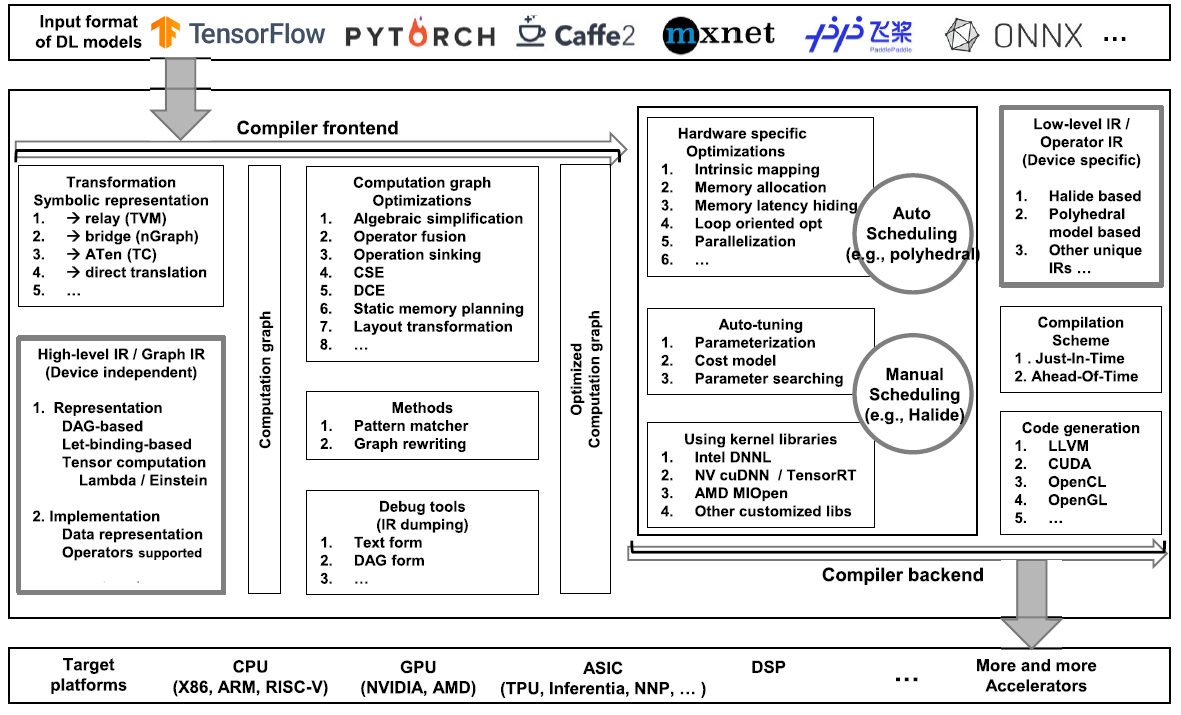 Input format
of DL models
TensorFlow
PYTORCH
Caffe2
mxnet
飞桨
PaddlePaddle
ONNX
...
Compiler frontend
Transformation
Symbolic representation
1. → relay (TVM)
2. → bridge (nGraph)
3. → ATen (TC)
4. → direct translation
5. ...
High-level IR / Graph IR
(Device independent)
1. Representation
DAG-based
Let-binding-based
Tensor computation
Lambda / Einstein
2. Implementation
Data representation
Operators supported
Computation graph
Computation graph
Optimizations
1. Algebraic simplification
2. Operator fusion
3. Operation sinking
4. CSE
5. DCE
6. Static memory planning
7. Layout transformation
8. ...
Methods
1. Pattern matcher
2. Graph rewriting
Debug tools
(IR dumping)
1. Text form
2. DAG form
3. ...
Optimized
Computation graph
Hardware specific
Optimizations
1. Intrinsic mapping
2. Memory allocation
3. Memory latency hiding
4. Loop oriented opt
5. Parallelization
6. ...
Auto-tuning
1. Parameterization
2. Cost model
3. Parameter searching
Using kernel libraries
1. Intel DNNL
2. NV cuDNN / TensorRT
3. AMD MIOpen
4. Other customized libs
Auto
Scheduling
(e.g., polyhedral)
Manual
Scheduling
(e.g., Halide)
Low-level IR /
Operator IR
(Device specific)
1. Halide based
2. Polyhedral
model based
3. Other unique
IRs ...
Compilation
Scheme
1 . Just-In-Time
2. Ahead-Of-Time
Code generation
1. LLVM
2. CUDA
3. OpenCL
4. OpenGL
5. ...
Compiler backend
Target
platforms
CPU
(X86, ARM, RISC-V)
GPU
(NVIDIA, AMD)
ASIC
(TPU, Inferentia, NNP, ... )
DSP
...
More and more
Accelerators